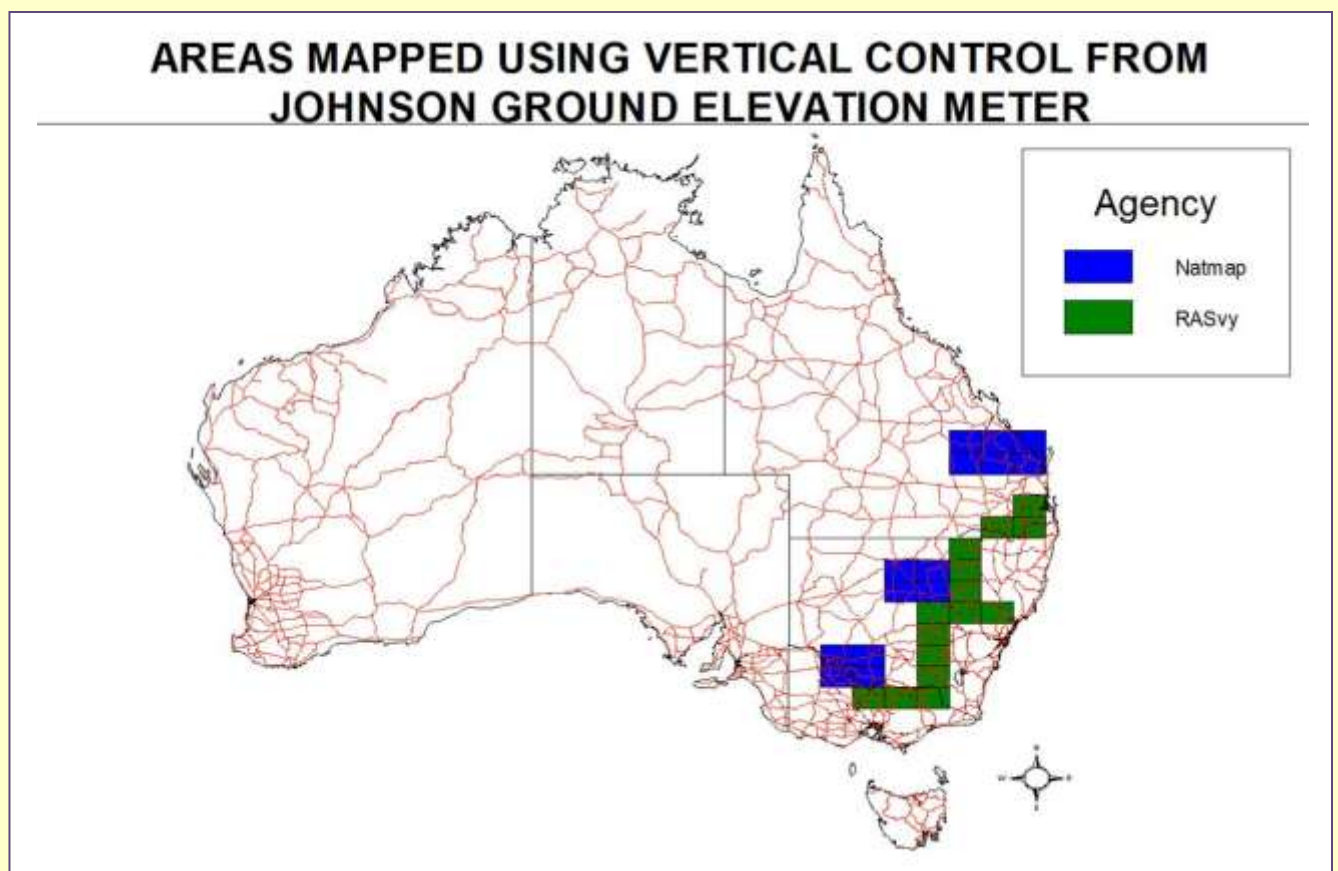 AREAS MAPPED USING VERTICAL CONTROL FROM
JOHNSON GROUND ELEVATION METER
Agency
Natmap
RASvy